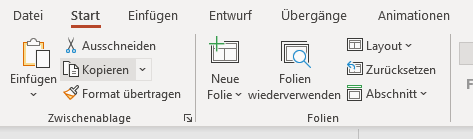 Datei Start Einfügen Entwurf Übergänge Animationen
Ausschneiden
Kopieren
Format übertragen
Einfügen
Zwischenablage
Neue
Folie
Folien
wiederverwenden
Layout
Zurücksetzen
Abschnitt
Folien
F